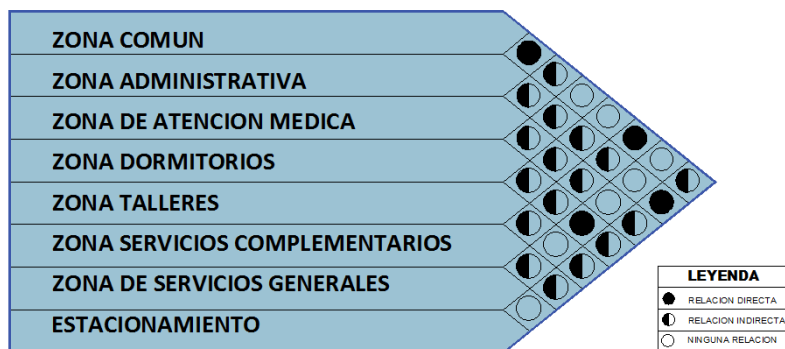 ZONA COMUN
ZONA ADMINISTRATIVA
ZONA DE ATENCION MEDICA
ZONA DORMITORIOS
ZONA TALLERES
ZONA SERVICIOS COMPLEMENTARIOS
ZONA DE SERVICIOS GENERALES
ESTACIONAMIENTO
LEYENDA
RELACION DIRECTA
RELACION INDIRECTA
NINGUNA RELACION